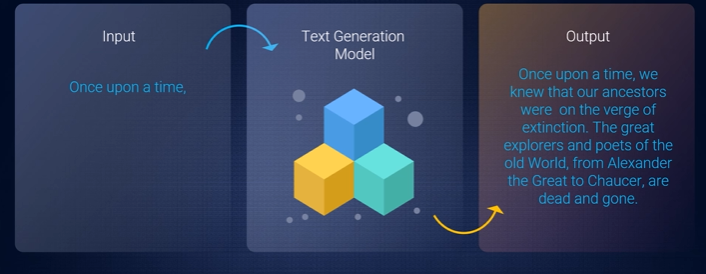 Input
Once upon a time,
Text Generation
Model
Output
Once upon a time, we
knew that our ancestors
were on the verge of
extinction. The great
explorers and poets of the
old World, from Alexander
the Great to Chaucer, are
dead and gone.